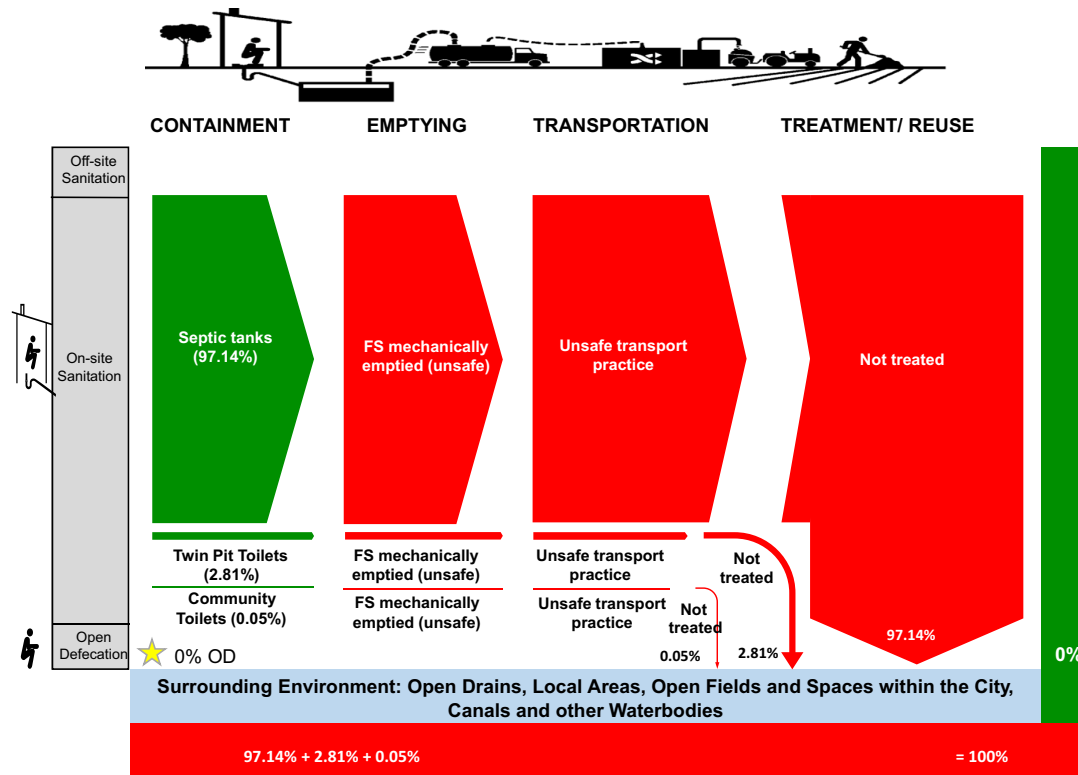 CONTAINMENT
EMPTYING
TRANSPORTATION
TREATMENT/ REUSE
Off-site
Sanitation
On-site
Sanitation
Open
Defecation
Septic tanks
(97.14%)
FS mechanically
emptied (unsafe)
Unsafe transport
practice
Not treated
Twin Pit Toilets
(2.81%)
FS mechanically
emptied (unsafe)
Unsafe transport
practice
Not
treated
Community
Toilets (0.05%)
FS mechanically
emptied (unsafe)
Unsafe transport
practice
Not
treated
0% OD
0.05%
2.81%
97.14%
0%
Surrounding Environment: Open Drains, Local Areas, Open Fields and Spaces within the City,
Canals and other Waterbodies
97.14% + 2.81% + 0.05%
= 100%